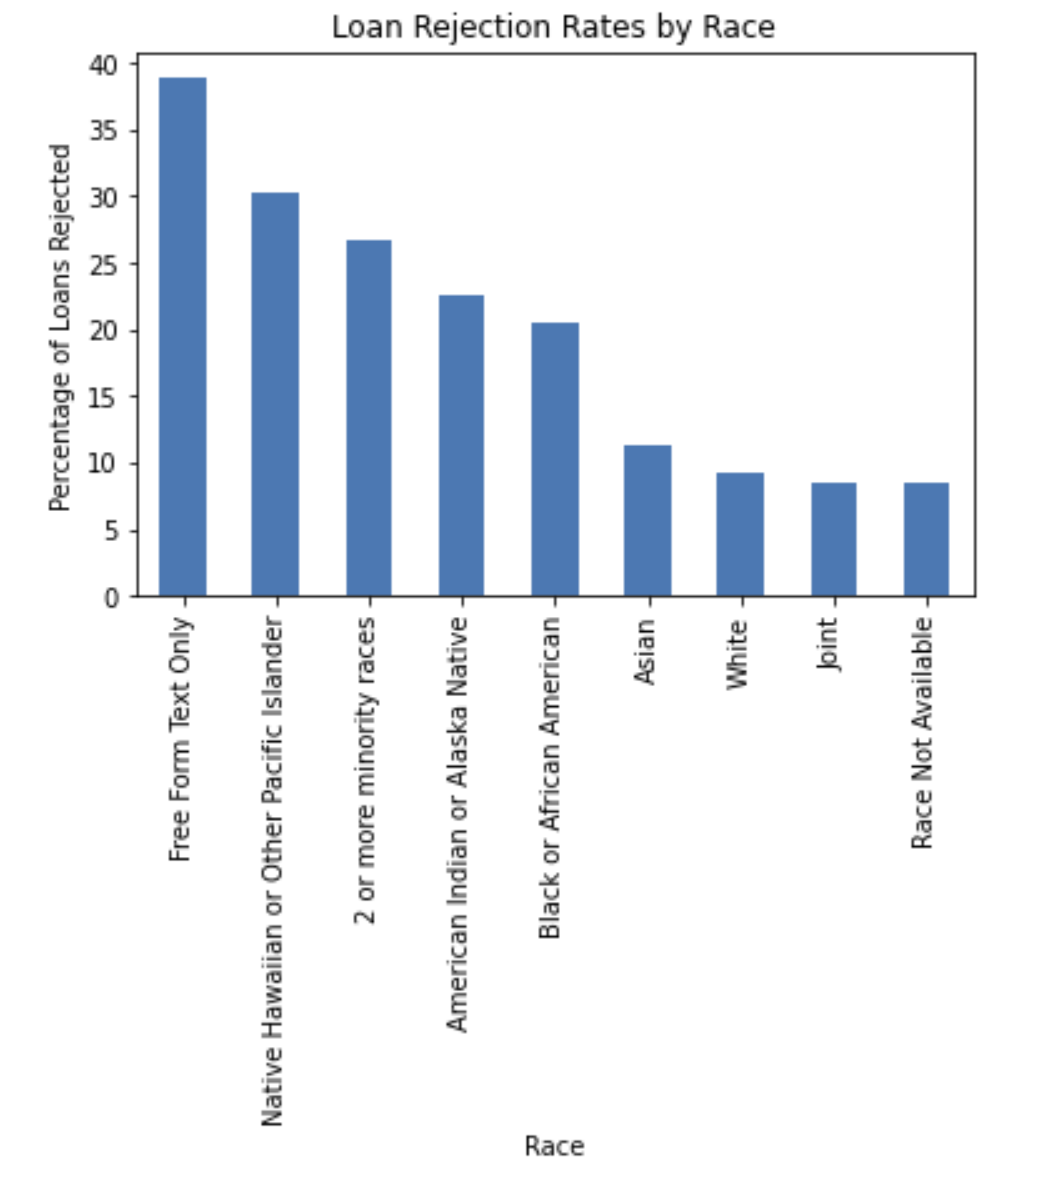 Loan Rejection Rates by Race
Percentage of Loans Rejected
40
35
30
25
20
15
10
5
0
Free Form Text Only
Native Hawaiian or Other Pacific Islander
2 or more minority races
American Indian or Alaska Native
Black or African American
Asian
White
Joint
Race Not Available
Race